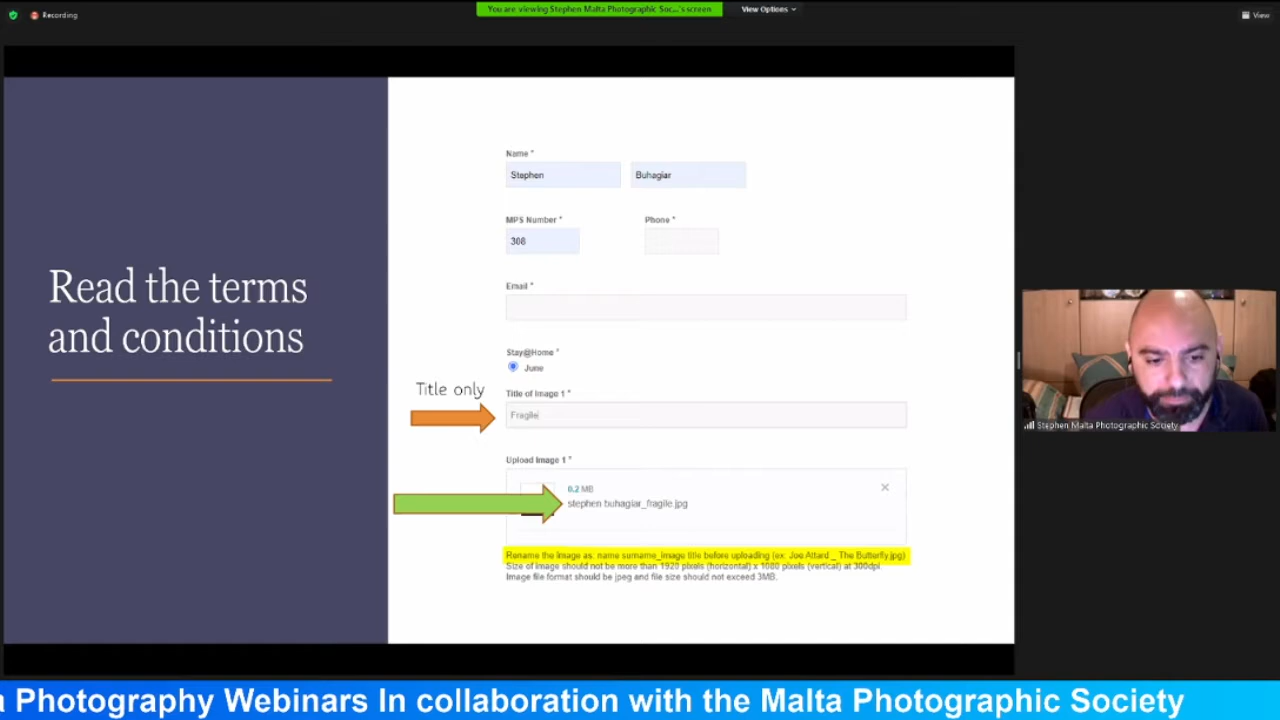 Recording
You are viewing Stephen Malta Photographic Soc...'s screen
View Options
View
Read the terms
and conditions
Name *
Stephen
Buhagiar
MPS Number *
Phone *
308
Email *
Stay@Home *
June
Title only
Title of Image 1 *
Fragile
Upload Image 1 *
0.2 MB
stephen buhagiar_fragile.jpg
Rename the image as: name surname_image title before uploading (ex: Joe Attard _ The Butterfly.jpg)
Size of image should not be more than 1920 pixels (horizontal) x 1080 pixels (vertical) at 300dpi
Image file format should be jpeg and file size should not exceed 3MB.
Stephen Malta Photographic Society
a Photography Webinars In collaboration with the Malta Photographic Society